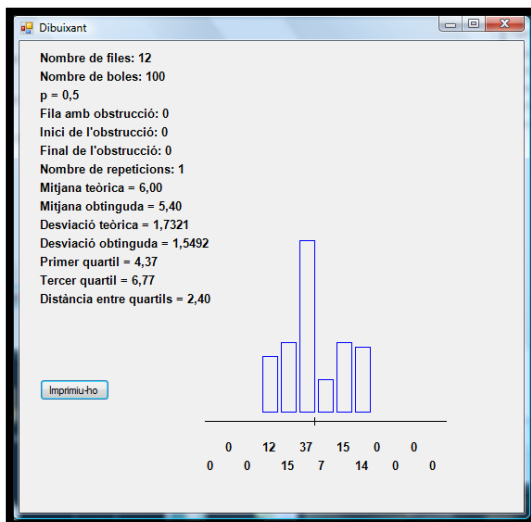 Dibuixant
Nombre de files: 12
Nombre de boles: 100
p = 0,5
Fila amb obstrucció: 0
Inici de l'obstrucció: 0
Final de l'obstrucció: 0
Nombre de repeticions: 1
Mitjana teòrica = 6,00
Mitjana obtinguda = 5,40
Desviació teòrica = 1,7321
Desviació obtinguda = 1,5492
Primer quartil = 4,37
Tercer quartil = 6,77
Distància entre quartils = 2,40
Imprimiu-ho
0 12 37 15 0 0
0 0 15 7 14 0 0